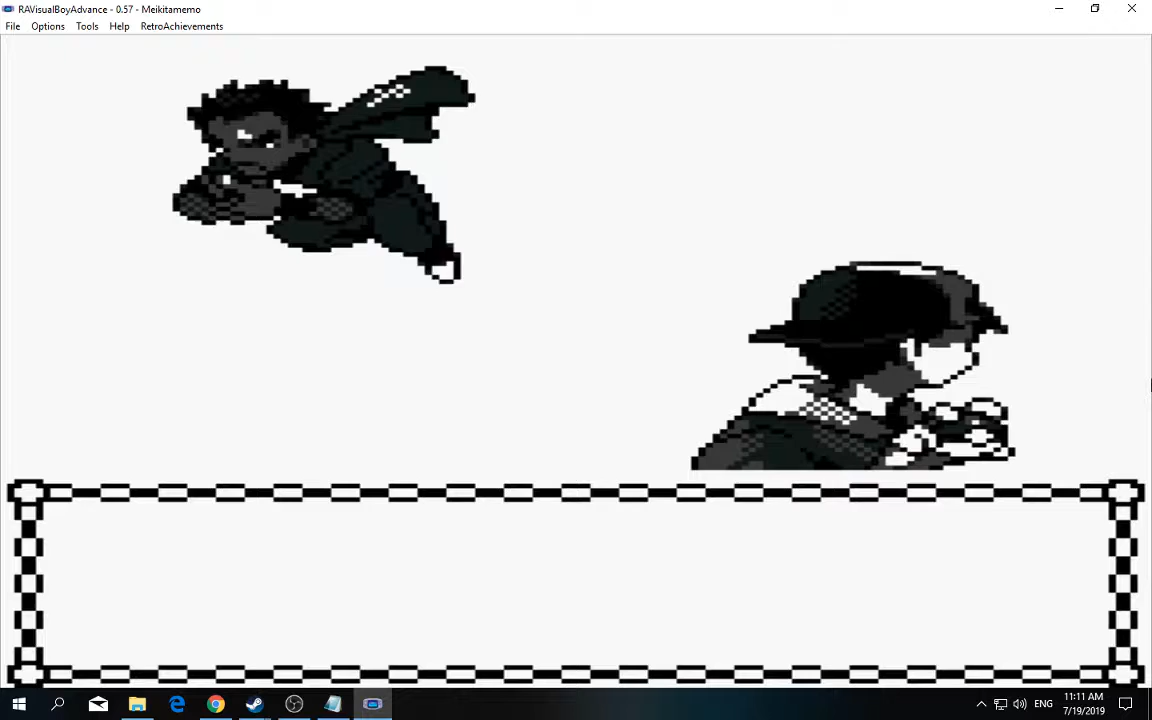 RAVisualBoyAdvance - 0.57 - Meikitamemo
File Options Tools Help RetroAchievements
ENG
11:11 AM
7/19/2019